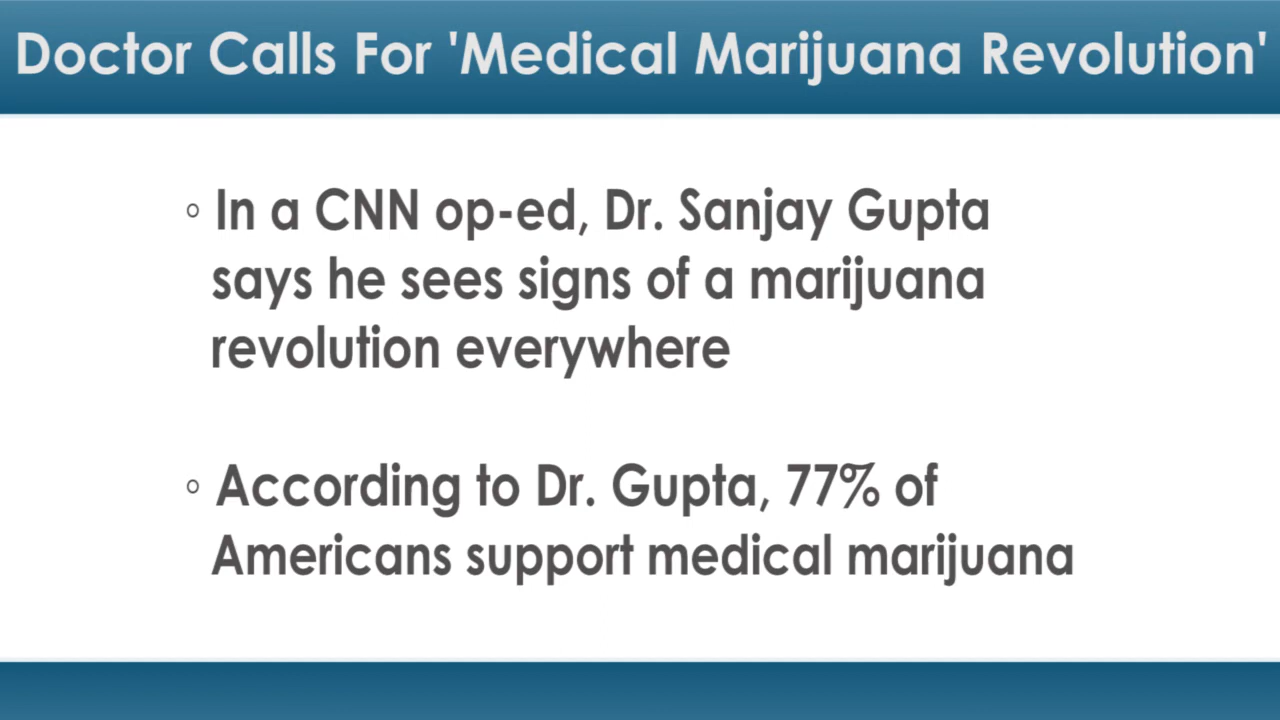 Doctor Calls For 'Medical Marijuana Revolution'
◦ In a CNN op-ed, Dr. Sanjay Gupta
says he sees signs of a marijuana
revolution everywhere
◦ According to Dr. Gupta, 77% of
Americans support medical marijuana